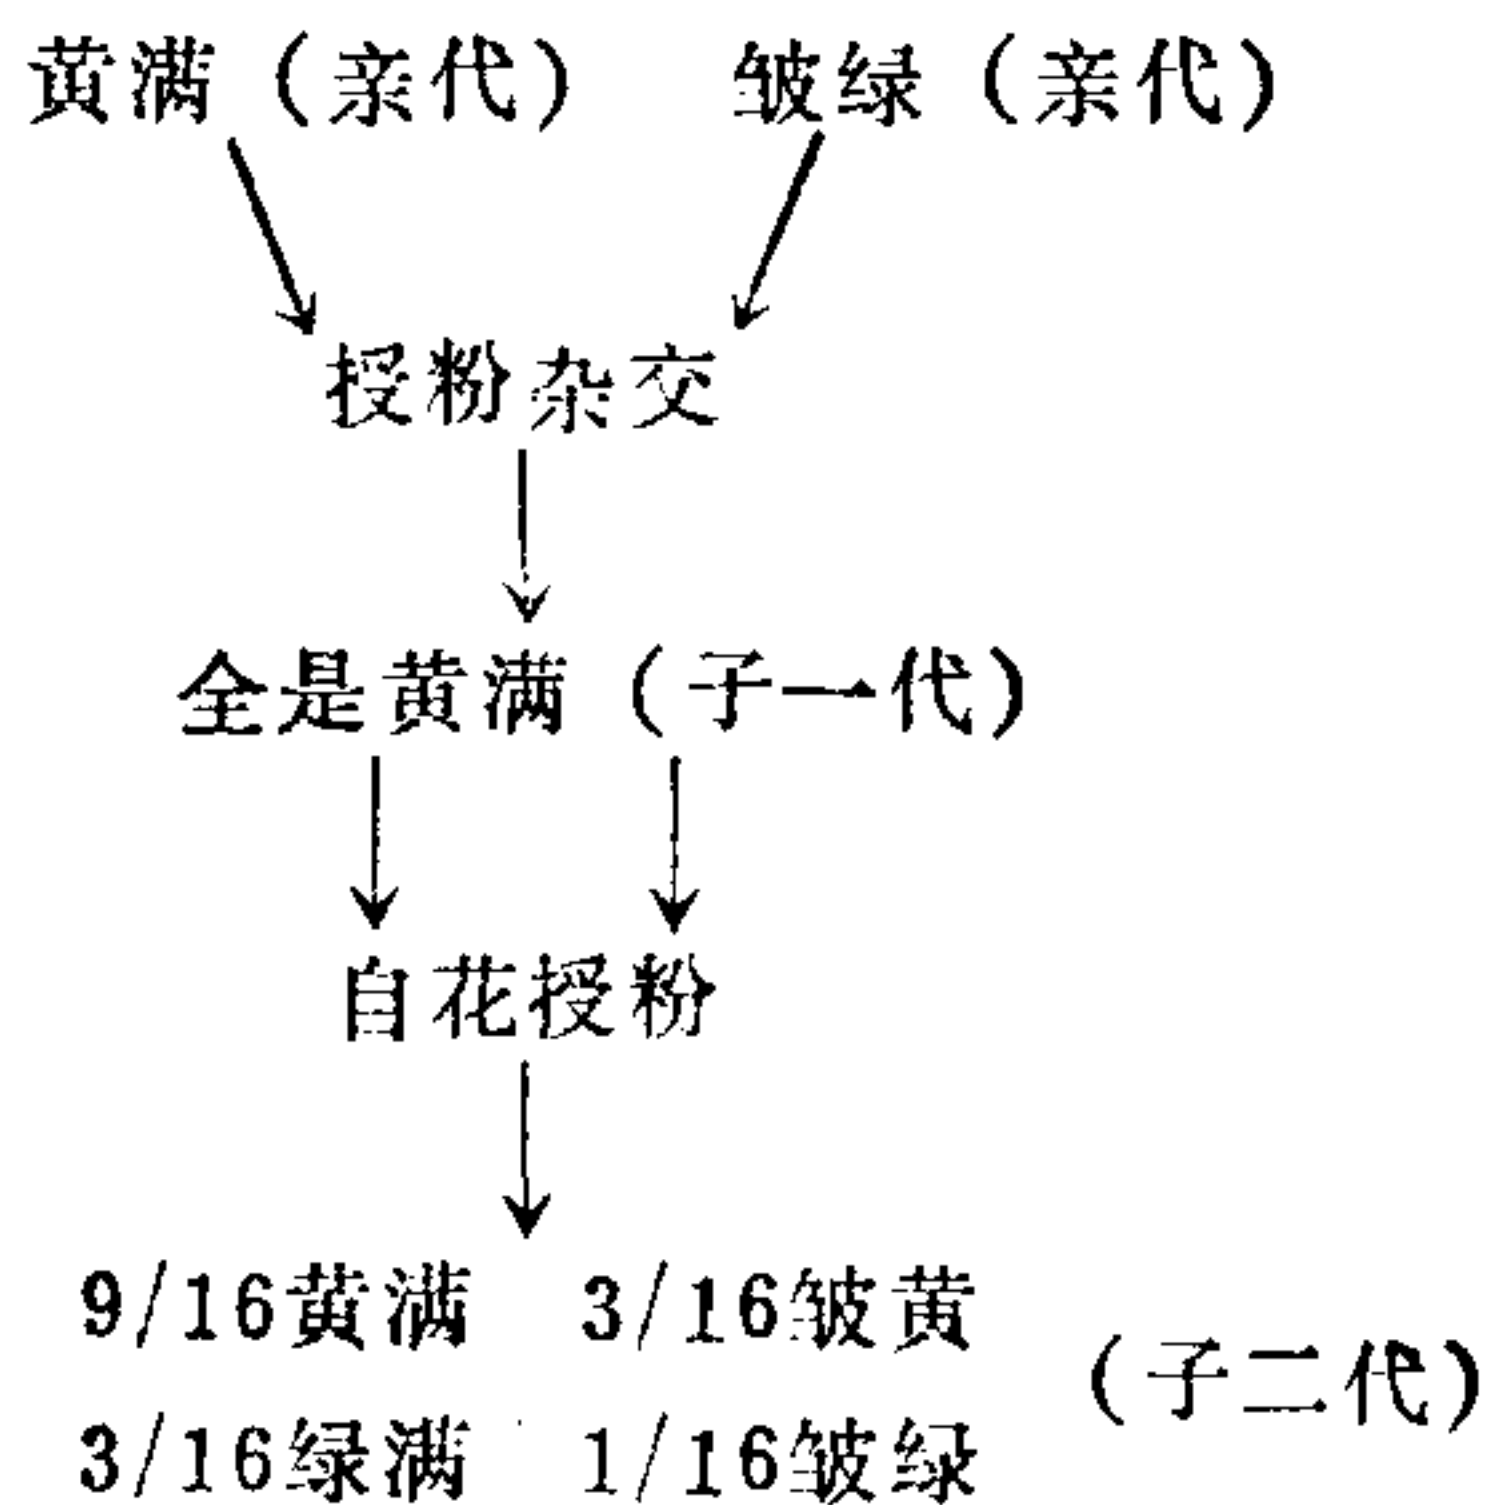 黄满（亲代） 皱绿（亲代）
授粉杂交
全是黄满（子一代）
自花授粉
9/16黄满 3/16皱黄
（子二代）
3/16绿满 1/16皱绿